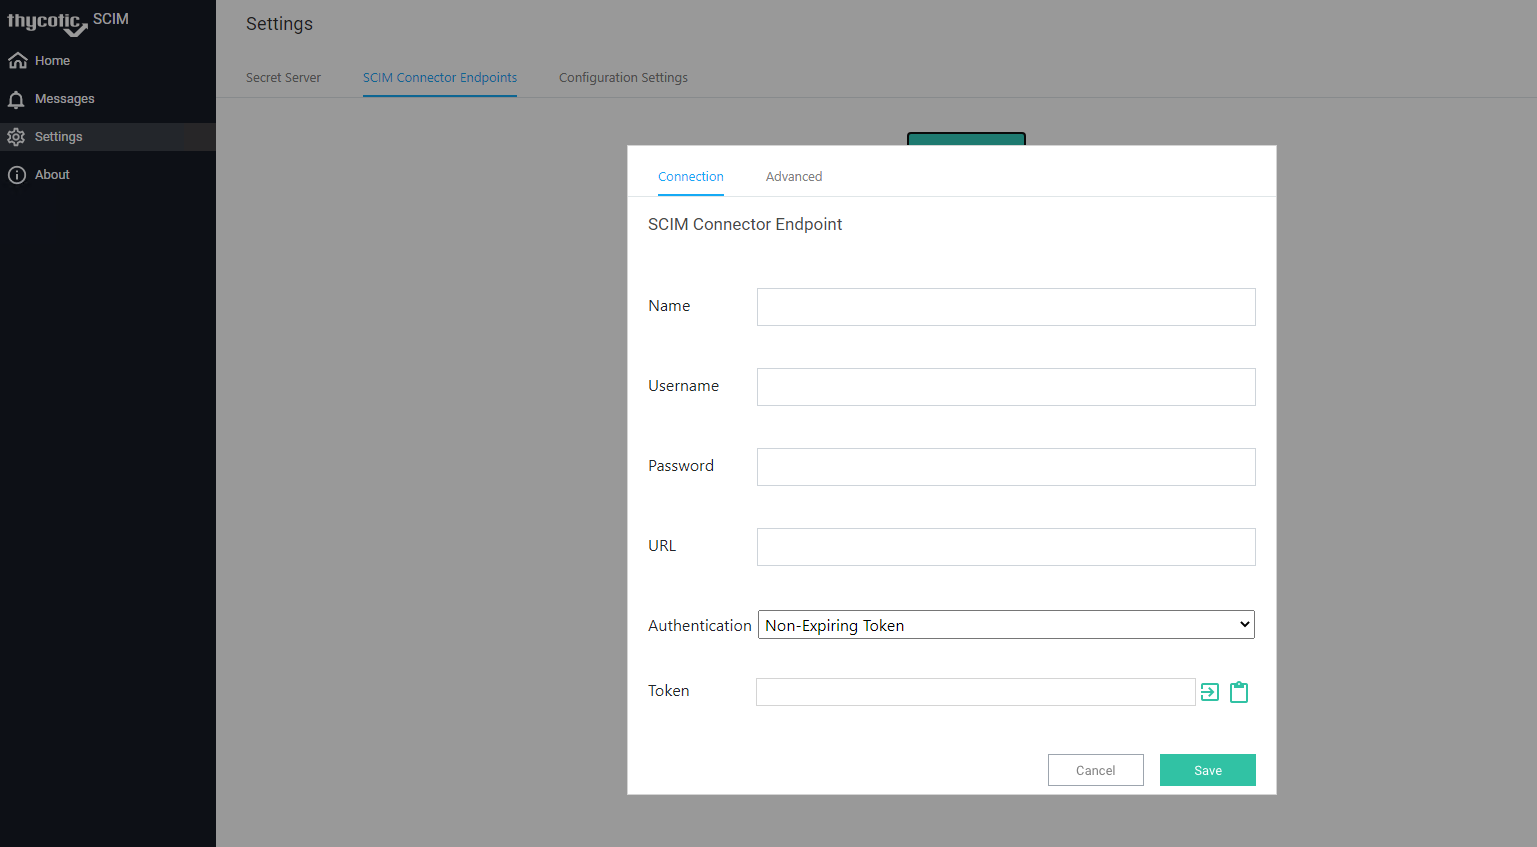 thycotic SCIM
Home
Messages
Settings
About
Settings
Secret Server SCIM Connector Endpoints Configuration Settings
Connection Advanced
SCIM Connector Endpoint
Name
Username
Password
URL
Authentication Non-Expiring Token
Token
Cancel Save